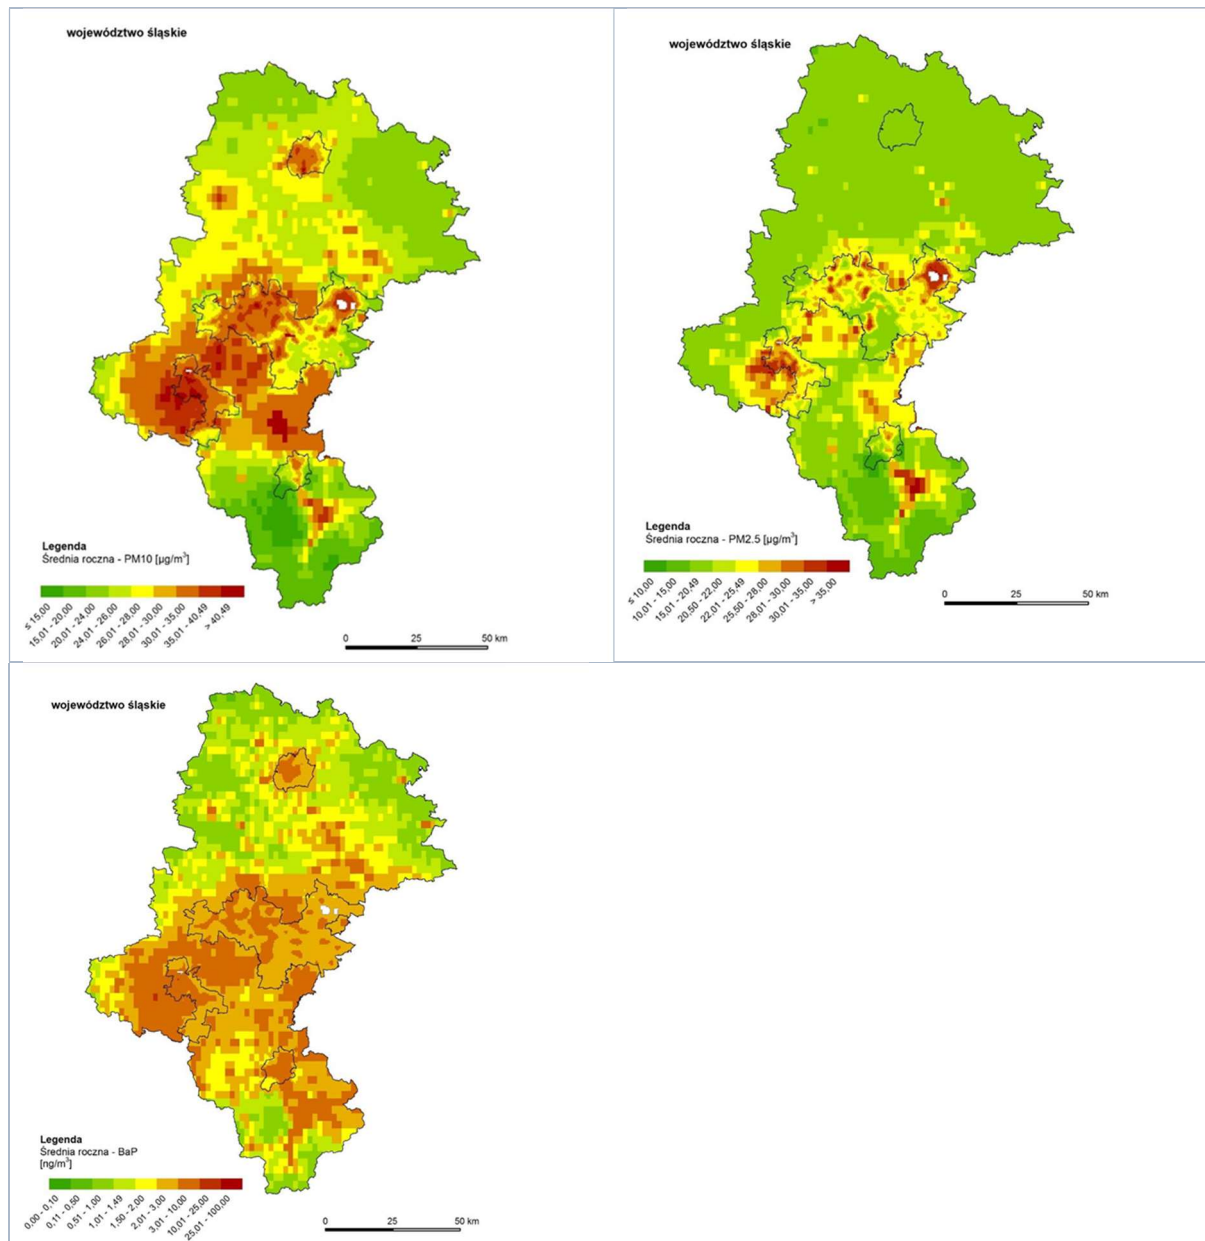 województwo śląskie
Legenda
Średnia roczna - PM10 [µg/m³]
≤ 15,00
15,01 - 20,00
20,01 - 24,00
24,01 - 26,00
26,01 - 28,00
28,01 - 30,00
30,01 - 35,00
35,01 - 40,49
> 40,49
0 25 50 km
województwo śląskie
Legenda
Średnia roczna - PM2.5 [µg/m³]
≤ 10,00
10,01 - 15,00
15,01 - 20,49
20,50 - 22,00
22,01 - 25,49
25,50 - 28,00
28,01 - 30,00
30,01 - 35,00
> 35,00
0 25 50 km
województwo śląskie
Legenda
Średnia roczna - BaP
[ng/m³]
0,00 - 0,10
0,11 - 0,50
0,51 - 1,00
1,01 - 1,49
1,50 - 2,00
2,01 - 3,00
3,01 - 10,00
10,01 - 25,00
25,01 - 100,00
0 25 50 km